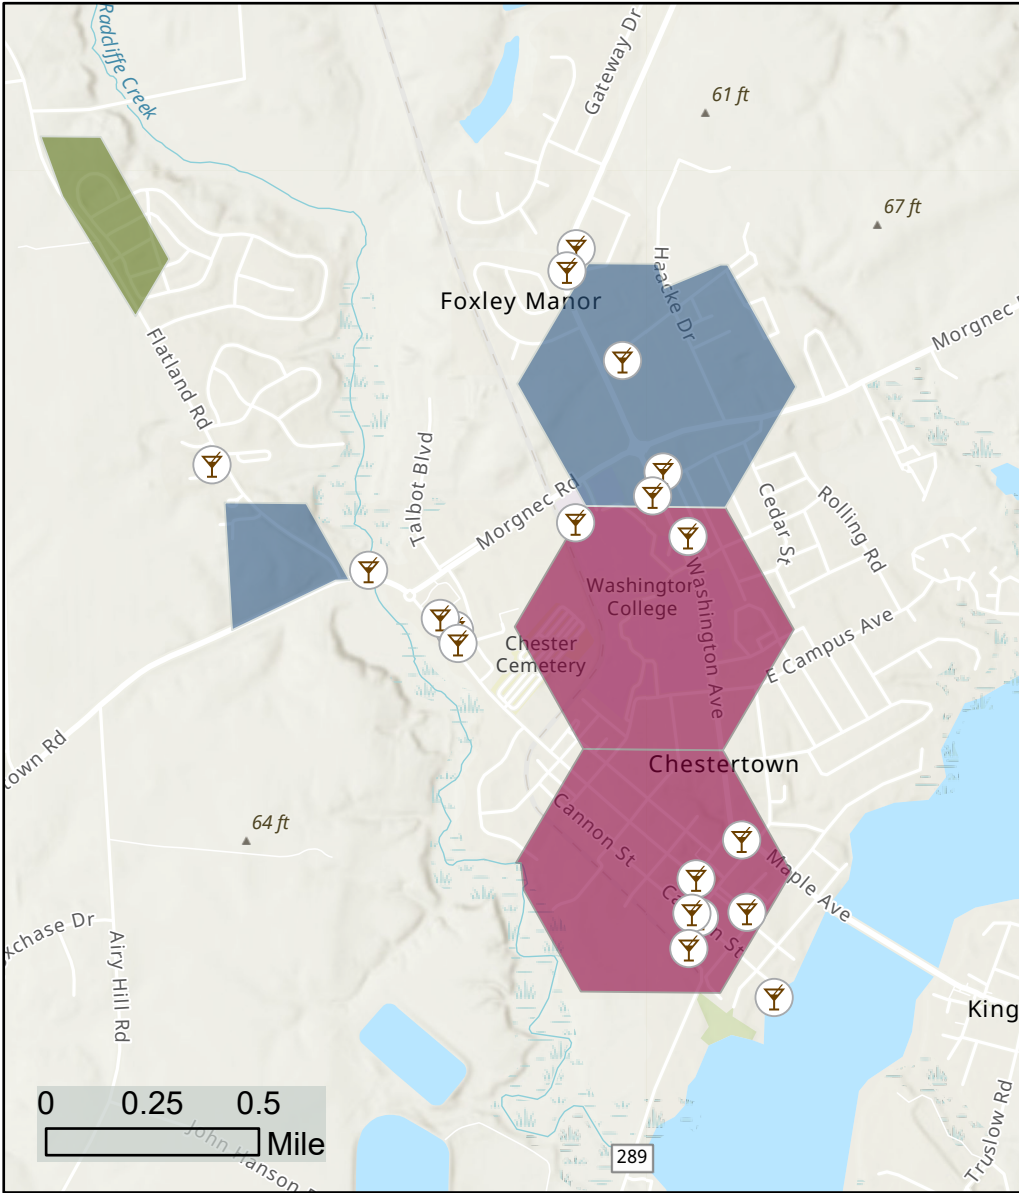 Radcliffe Creek
Gateway Dr
61 ft
67 ft
Haacke Dr
Foxley Manor
Morgnec
Flatland Rd
Talbot Blvd
Morgnec Rd
Cedar St
Rolling Rd
Washington
College
Washington Ave
Chester
Cemetery
E Campus Ave
town Rd
Chestertown
Cannon St
64 ft
Maple Ave
St
xchase Dr
Airy Hill Rd
King
0 0.25 0.5
Mile
John Hanson
289
Truslow Rd